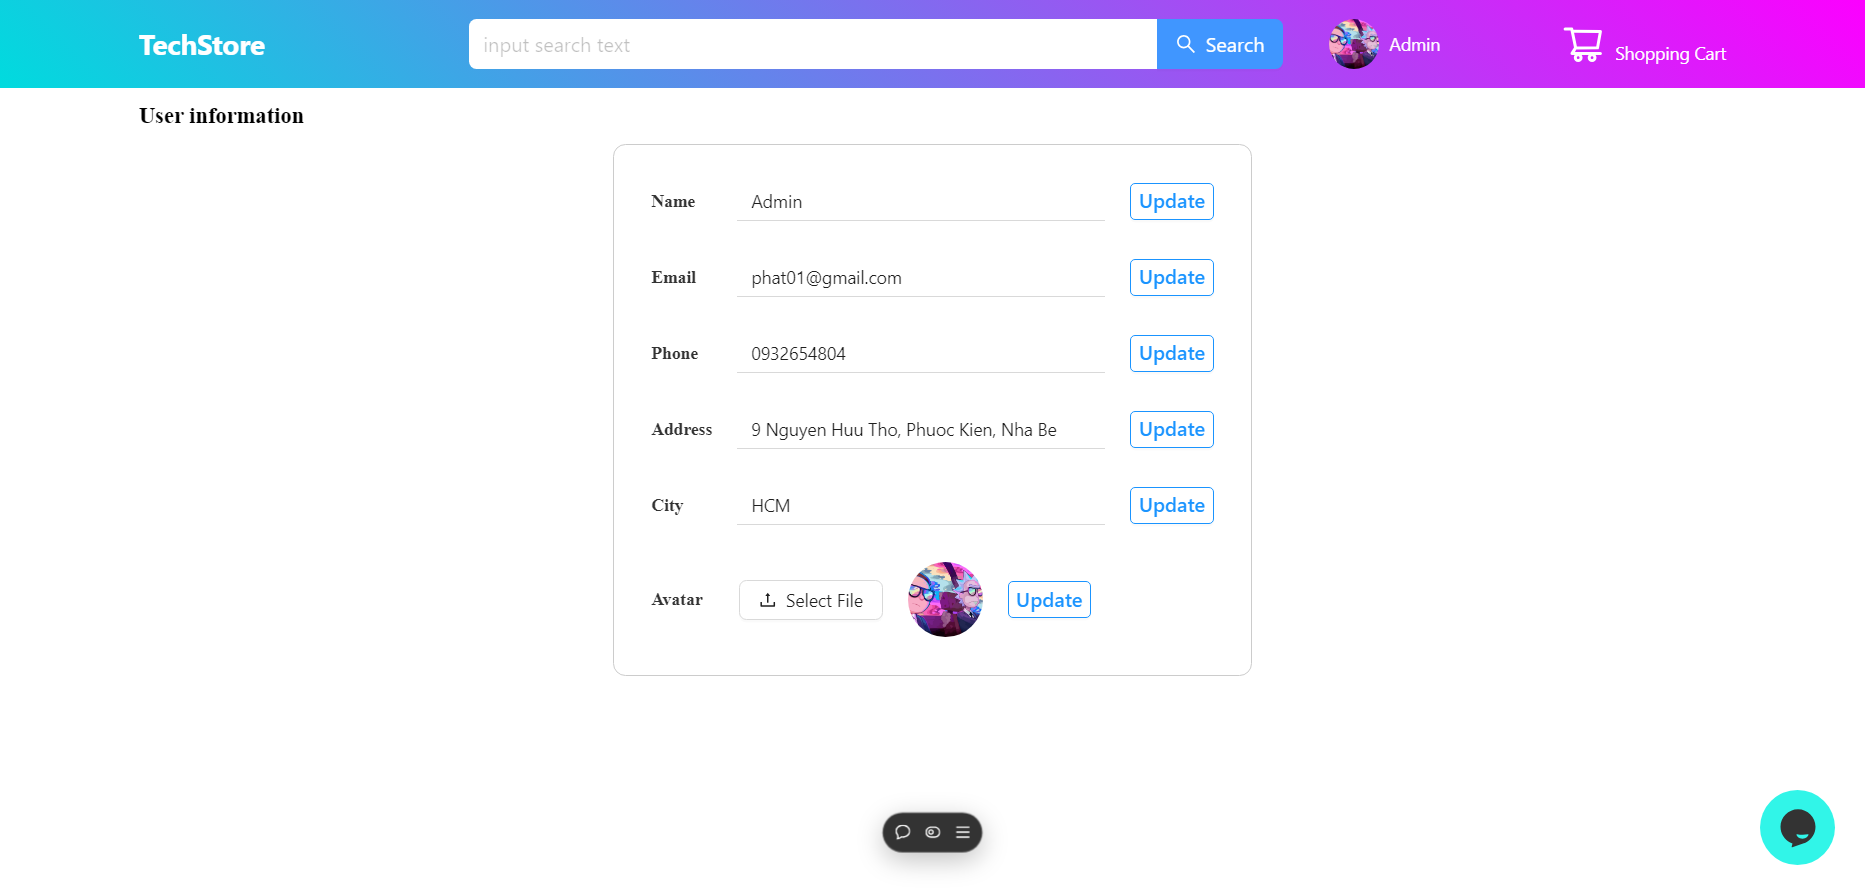 TechStore
input search text
Search
Admin
Shopping Cart
User information
Name
Admin
Update
Email
phat01@gmail.com
Update
Phone
0932654804
Update
Address
9 Nguyen Huu Tho, Phuoc Kien, Nha Be
Update
City
HCM
Update
Avatar
Select File
Update